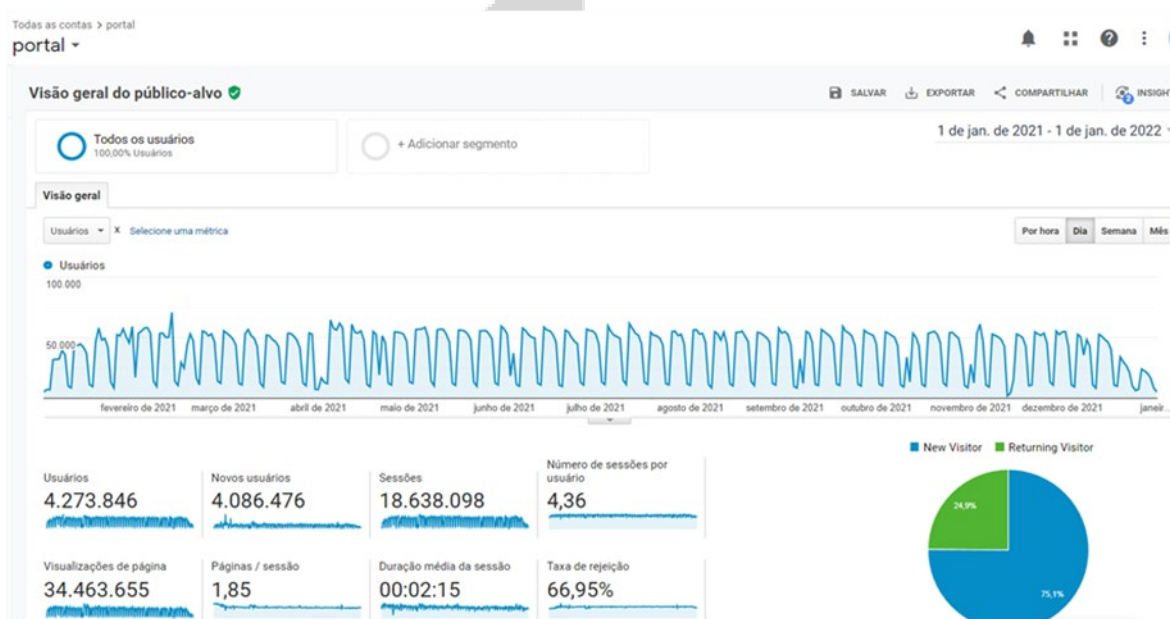 Todas as contas > portal
portal
Visão geral do público-alvo
SALVAR
EXPORTAR
COMPARTILHAR
Todos os usuários
100,00% Usuários
+ Adicionar segmento
1 de jan. de 2021 - 1 de jan. de 2022
Visão geral
Usuários
X
Selecione uma métrica
Por hora
Dia
Semana
Mês
Usuários
100.000
50.000
fevereiro de 2021
março de 2021
abril de 2021
maio de 2021
junho de 2021
julho de 2021
agosto de 2021
setembro de 2021
outubro de 2021
novembro de 2021
dezembro de 2021
janeir...
New Visitor
Returning Visitor
Usuários
4.273.846
Novos usuários
4.086.476
Sessões
18.638.098
Número de sessões por
usuário
4,36
24,9%
75,1%
Visualizações de página
34.463.655
Páginas / sessão
1,85
Duração média da sessão
00:02:15
Taxa de rejeição
66,95%